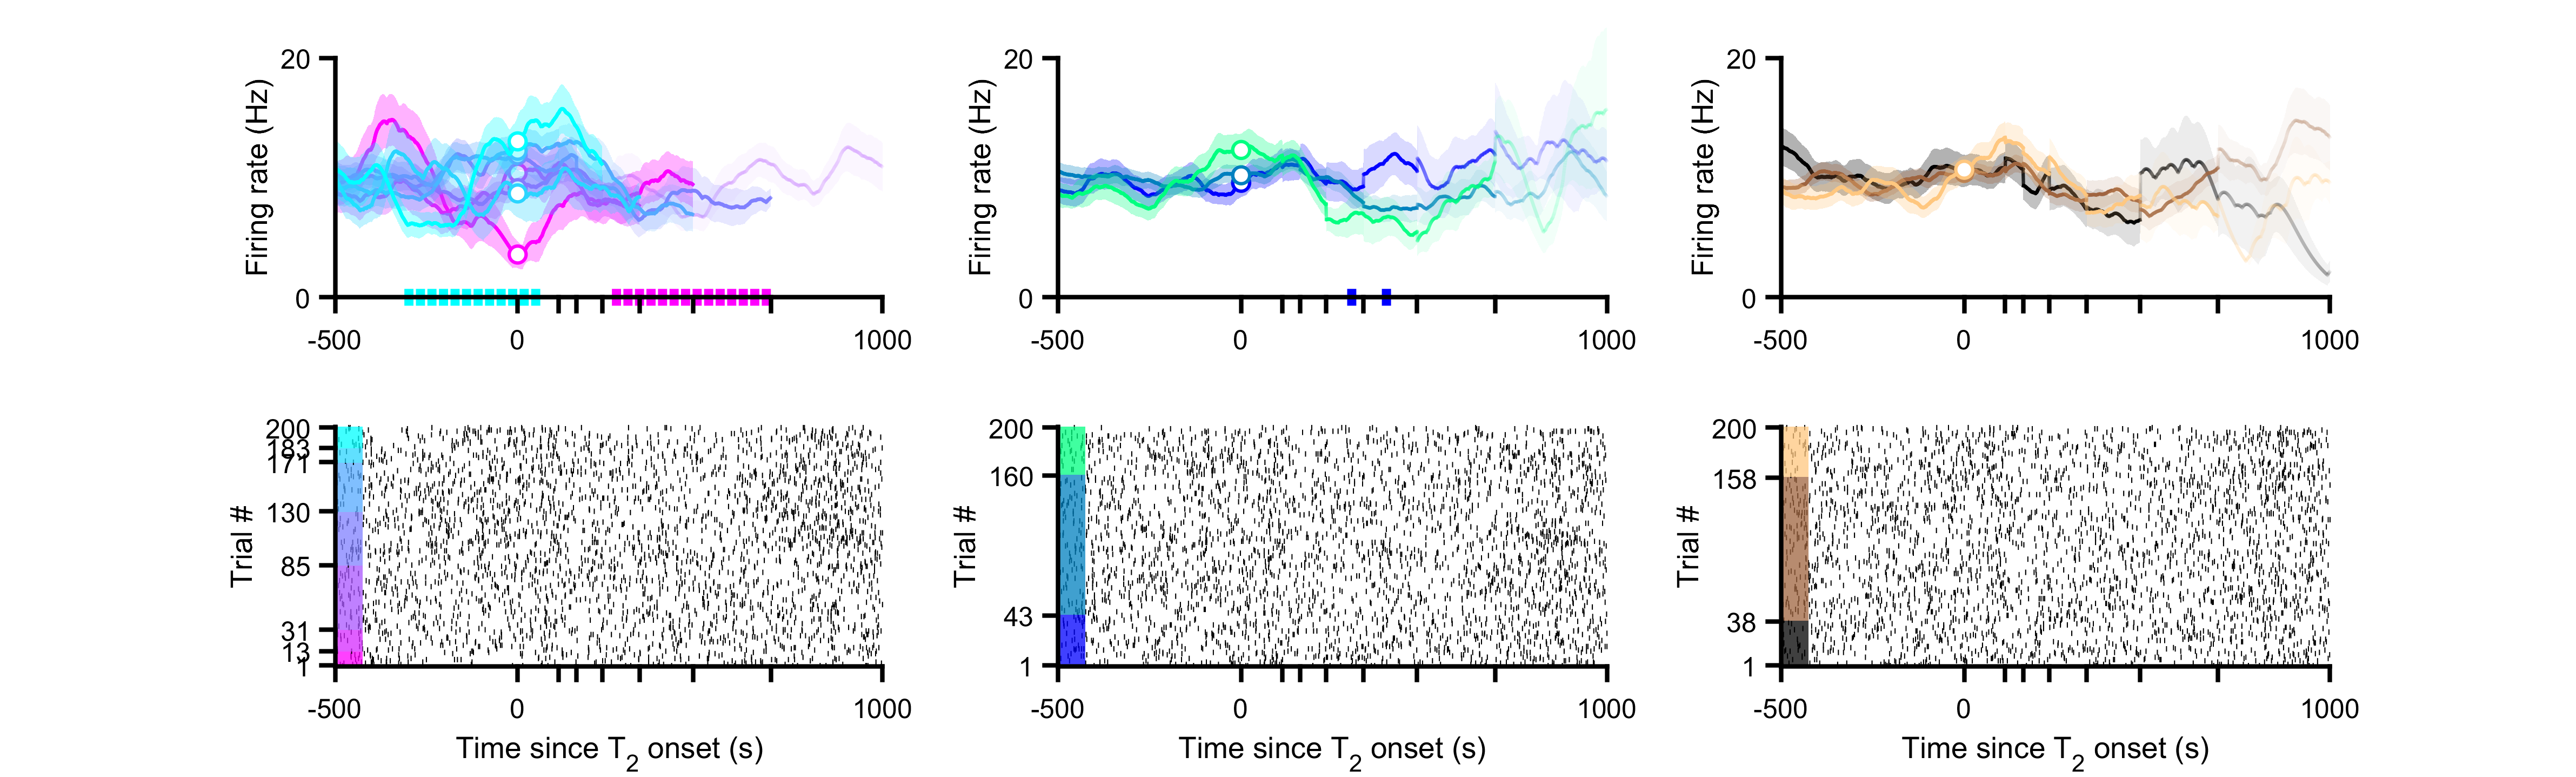 20 20 20
Firing rate (Hz) Firing rate (Hz) Firing rate (Hz)
0 0 0
-500 0 1000 -500 0 1000 -500 0 1000
200 200 200
183
171
160 158
130
Trial # Trial # Trial #
85
43 38
31
13
1 1 1
-500 0 1000 -500 0 1000 -500 0 1000
Time since T2 onset (s) Time since T2 onset (s) Time since T2 onset (s)